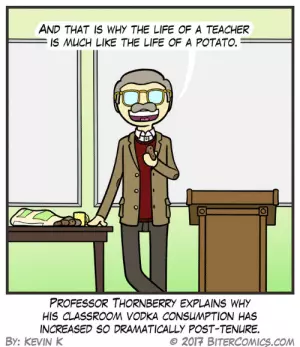 AND THAT IS WHY THE LIFE OF A TEACHER
IS MUCH LIKE THE LIFE OF A POTATO.
PROFESSOR THORNBERRY EXPLAINS WHY
HIS CLASSROOM VODKA CONSUMPTION HAS
INCREASED SO DRAMATICALLY POST-TENURE.
BY: KEVIN K © 2017 BITERCOMICS.COM